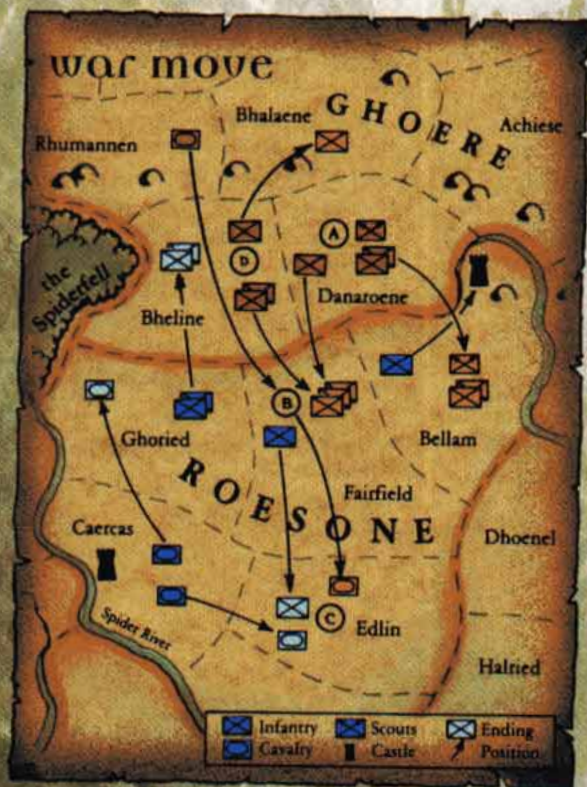 war move
GHOERE
Bhalaene
Achiese
Rhumannen
A
D
the
Spiderfell
Danaroene
Bheline
B
Ghoried
Bellam
ROESONE
Fairfield
Caercas
Dhoenel
C
Edlin
Spider River
Halried
Infantry Scouts Ending
Cavalry Castle Position